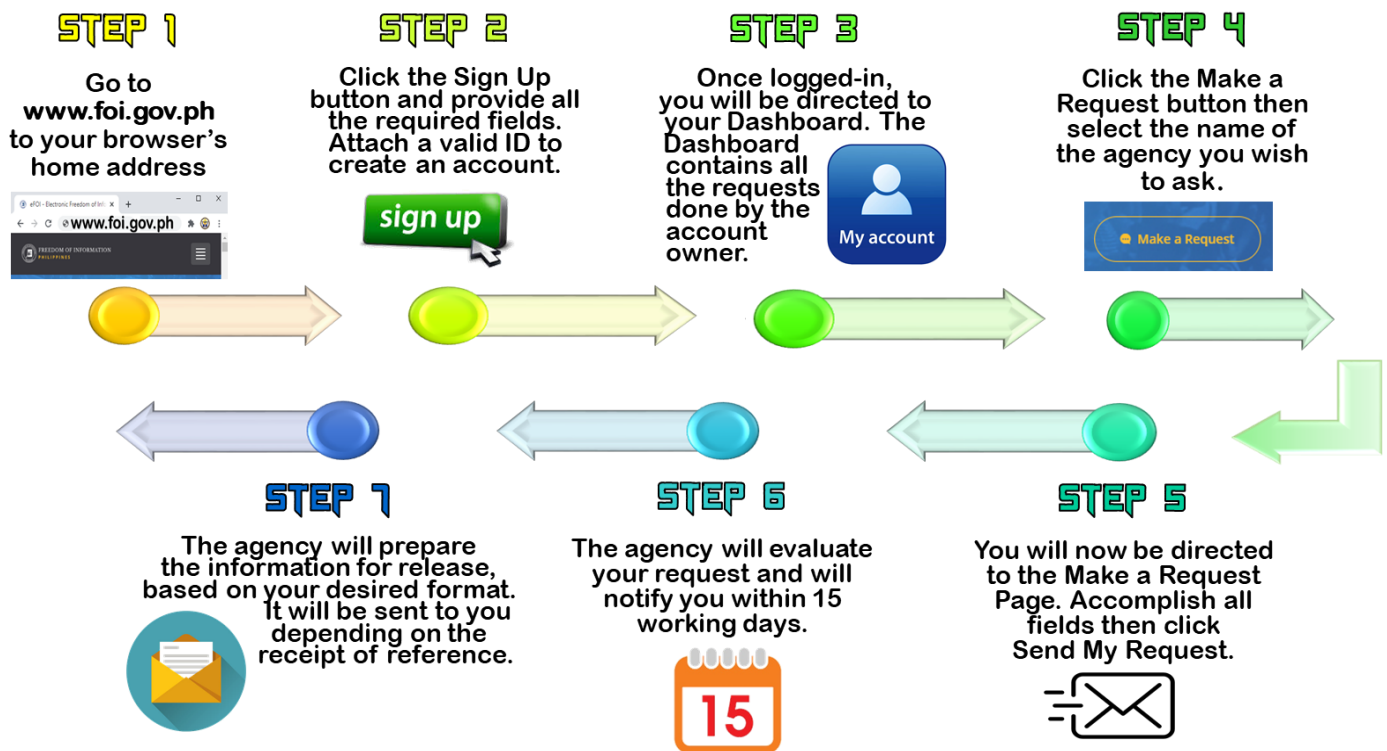 STEP 1
Go to
www.foi.gov.ph
to your browser's
home address
eFOI - Electronic Freedom of Inf
www.foi.gov.ph
FREEDOM OF INFORMATION
PHILIPPINES
STEP 2
Click the Sign Up
button and provide all
the required fields.
Attach a valid ID to
create an account.
sign up
STEP 3
Once logged-in,
you will be directed to
your Dashboard. The
Dashboard
contains all
the requests
done by the
account
owner.
My account
STEP 4
Click the Make a
Request button then
select the name of
the agency you wish
to ask.
Make a Request
STEP 5
You will now be directed
to the Make a Request
Page. Accomplish all
fields then click
Send My Request.
STEP 6
The agency will evaluate
your request and will
notify you within 15
working days.
15
STEP 7
The agency will prepare
the information for release,
based on your desired format.
It will be sent to you
depending on the
receipt of reference.